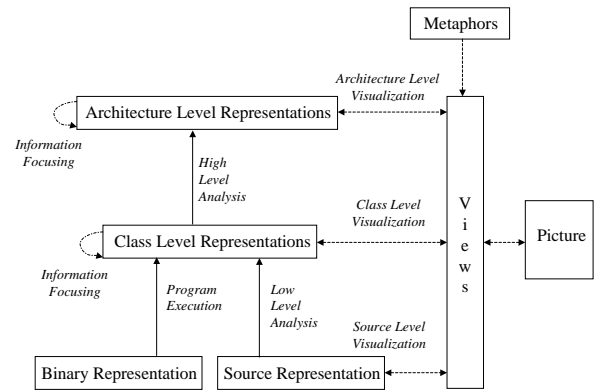 Metaphors
Architecture Level
Visualization
Architecture Level Representations
Information
Focusing
High
Level
Analysis
Class Level
Visualization
Views
Picture
Class Level Representations
Information
Focusing
Program
Execution
Low
Level
Analysis
Source Level
Visualization
Binary Representation
Source Representation